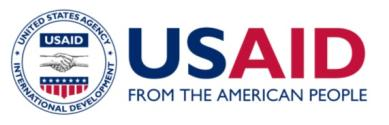 UNITED STATES AGENCY
USAID
INTERNATIONAL DEVELOPMENT
USAID
FROM THE AMERICAN PEOPLE